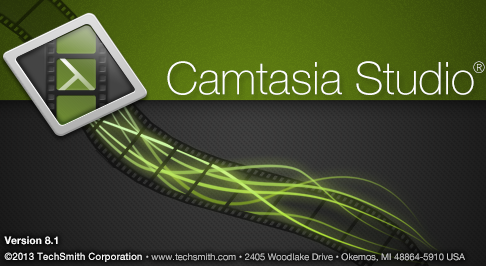 Camtasia Studio®
Version 8.1
©2013 TechSmith Corporation • www.techsmith.com • 2405 Woodlake Drive • Okemos, MI 48864-5910 USA